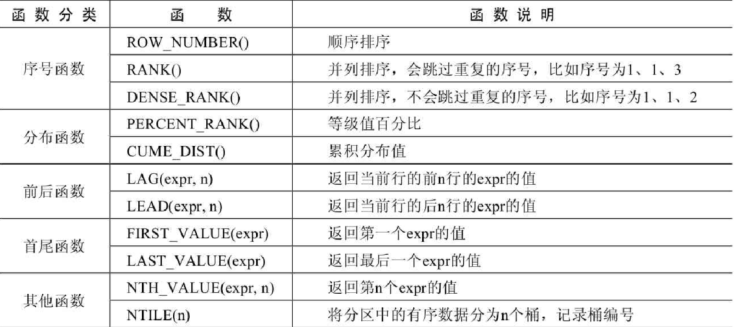 函数分类 函数 函数说明
序号函数 ROW_NUMBER() 顺序排序
RANK() 并列排序，会跳过重复的序号，比如序号为1、1、3
DENSE_RANK() 并列排序，不会跳过重复的序号，比如序号为1、1、2
分布函数 PERCENT_RANK() 等级值百分比
CUME_DIST() 累积分布值
前后函数 LAG(expr, n) 返回当前行的前n行的expr的值
LEAD(expr, n) 返回当前行的后n行的expr的值
首尾函数 FIRST_VALUE(expr) 返回第一个expr的值
LAST_VALUE(expr) 返回最后一个expr的值
其他函数 NTH_VALUE(expr, n) 返回第n个expr的值
NTILE(n) 将分区中的有序数据分为n个桶，记录桶编号